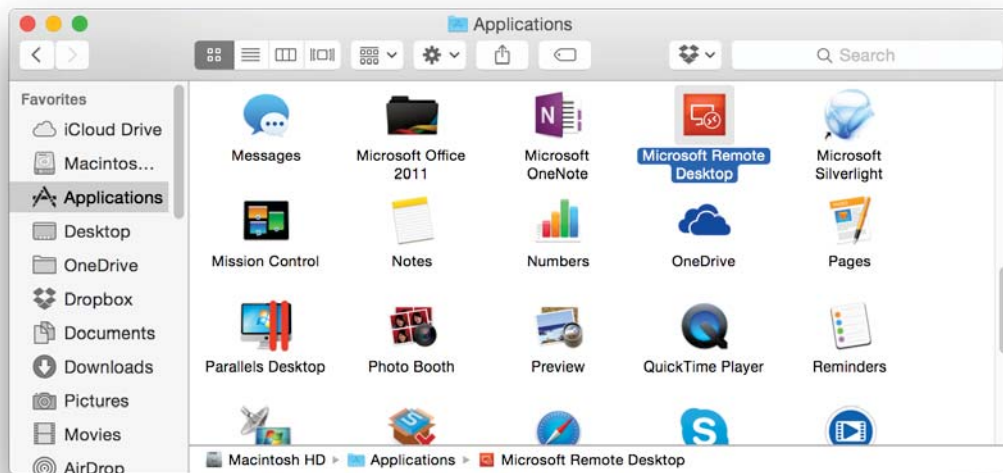 Applications
Search
Favorites
iCloud Drive
Macintos...
Applications
Desktop
OneDrive
Dropbox
Documents
Downloads
Pictures
Movies
AirDrop
Messages
Microsoft Office
2011
Microsoft
OneNote
Microsoft Remote
Desktop
Microsoft
Silverlight
Mission Control
Notes
Numbers
OneDrive
Pages
Parallels Desktop
Photo Booth
Preview
QuickTime Player
Reminders
Macintosh HD ▸ Applications ▸ Microsoft Remote Desktop